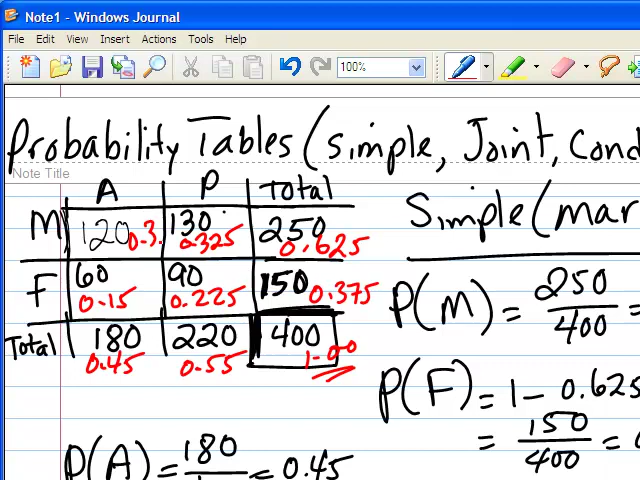 Note1 - Windows Journal
File Edit View Insert Actions Tools Help
100%
Probability Tables (simple, Joint, Cond
Note Title
A P Total
M 120 0.3. 130 0.325 250 0.625
F 60 0.15 90 0.225 150 0.375
Total 180 0.45 220 0.55 400 1.00
Simple (mar
P(M) = 250/400 =
P(F) = 1 - 0.625
= 150/400 = 0
P(A) = 180 = 0.45